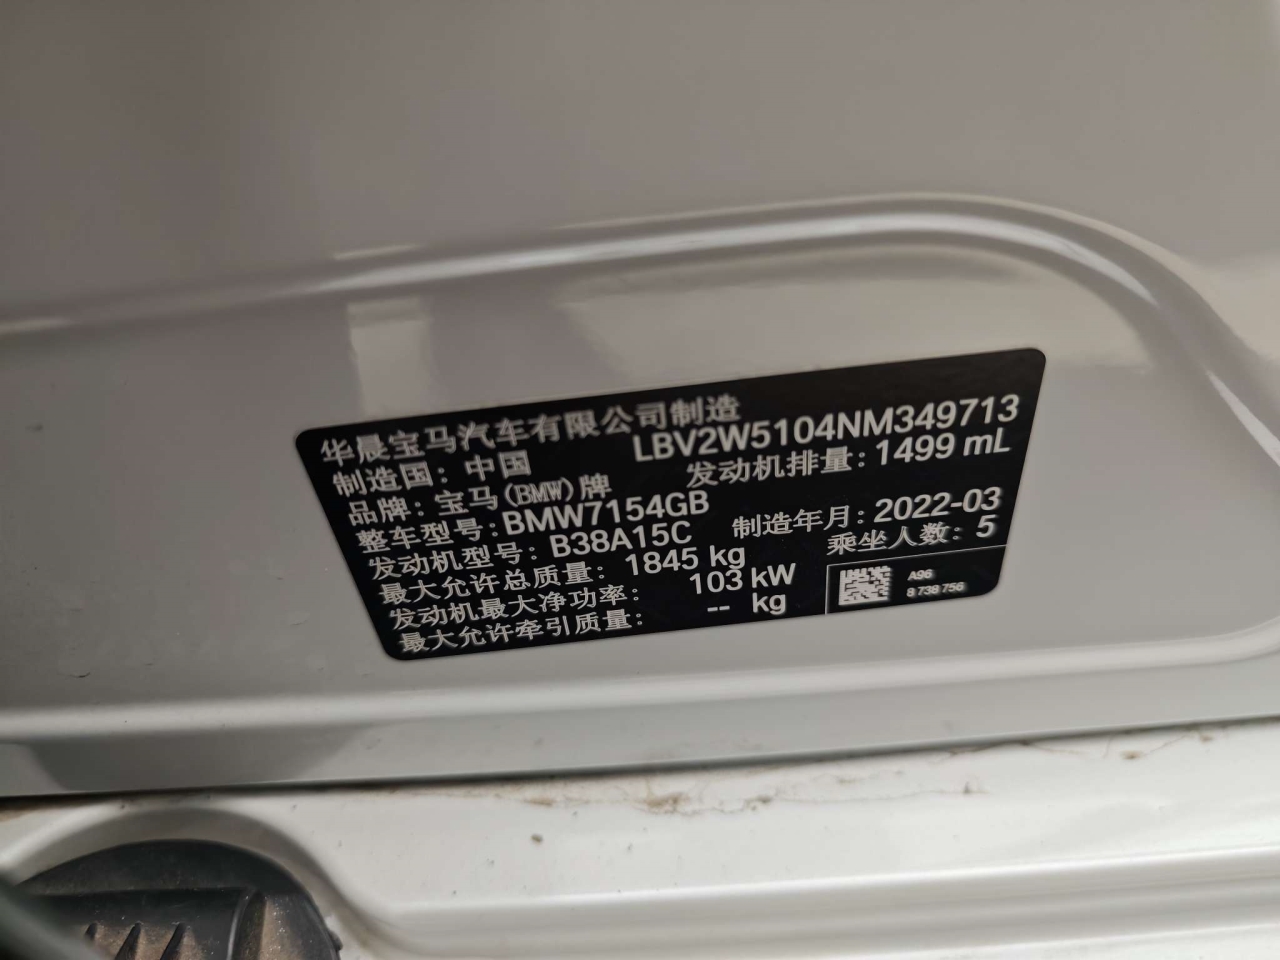 华晨宝马汽车有限公司制造
制造国：中国 LBV2W5104NM349713
品牌：宝马(BMW)牌 发动机排量：1499 mL
整车型号：BMW7154GB
发动机型号：B38A15C 制造年月：2022-03
最大允许总质量：1845 kg 乘坐人数：5
发动机最大净功率：103 kW
最大允许牵引质量：-- kg
A96
8 738 756